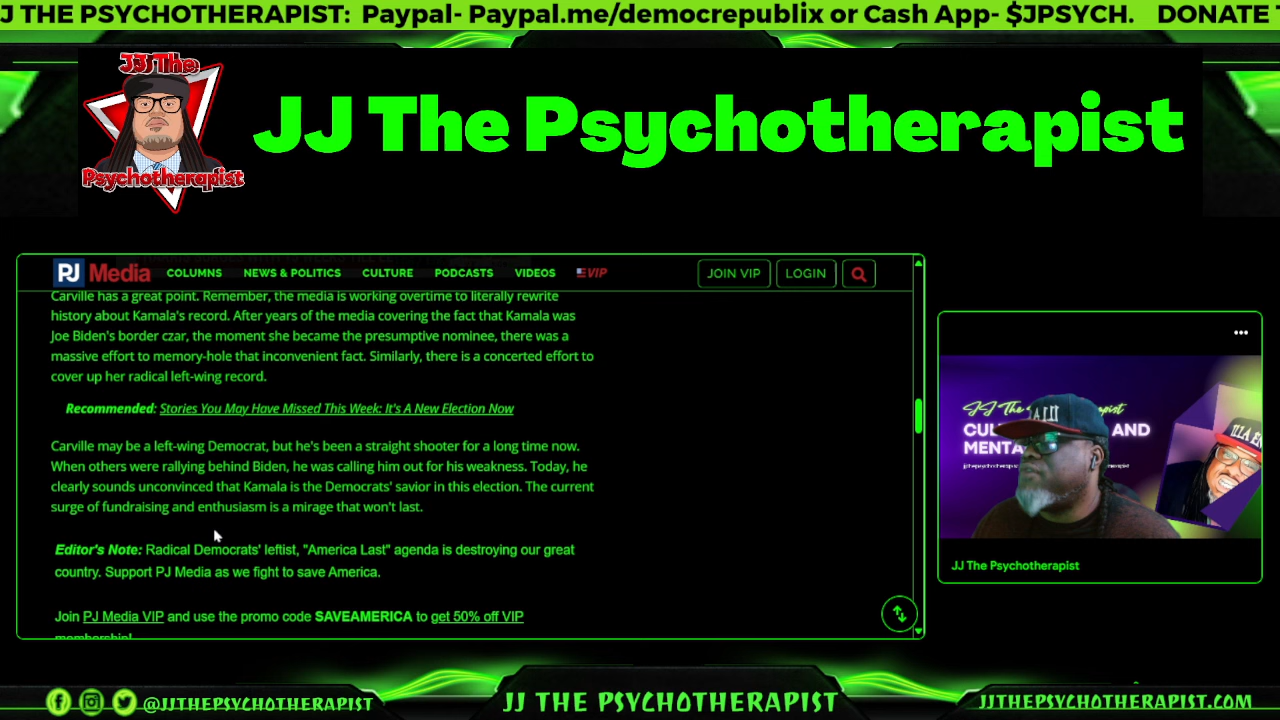 J THE PSYCHOTHERAPIST: Paypal- Paypal.me/democrepublix or Cash App- $JPSYCH. DONATE
JJ The
Psychotherapist
JJ The Psychotherapist
PJ Media COLUMNS NEWS & POLITICS CULTURE PODCASTS VIDEOS VIP JOIN VIP LOGIN
Carville has a great point. Remember, the media is working overtime to literally rewrite
history about Kamala's record. After years of the media covering the fact that Kamala was
Joe Biden's border czar, the moment she became the presumptive nominee, there was a
massive effort to memory-hole that inconvenient fact. Similarly, there is a concerted effort to
cover up her radical left-wing record.
Recommended: Stories You May Have Missed This Week: It's A New Election Now
Carville may be a left-wing Democrat, but he's been a straight shooter for a long time now.
When others were rallying behind Biden, he was calling him out for his weakness. Today, he
clearly sounds unconvinced that Kamala is the Democrats' savior in this election. The current
surge of fundraising and enthusiasm is a mirage that won't last.
Editor's Note: Radical Democrats' leftist, "America Last" agenda is destroying our great
country. Support PJ Media as we fight to save America.
Join PJ Media VIP and use the promo code SAVEAMERICA to get 50% off VIP
membership!
JJ The
CUL AND
MENTA
JJ The Psychotherapist
@JJTHEPSYCHOTHERAPIST
JJ THE PSYCHOTHERAPIST
JJTHEPSYCHOTHERAPIST.COM